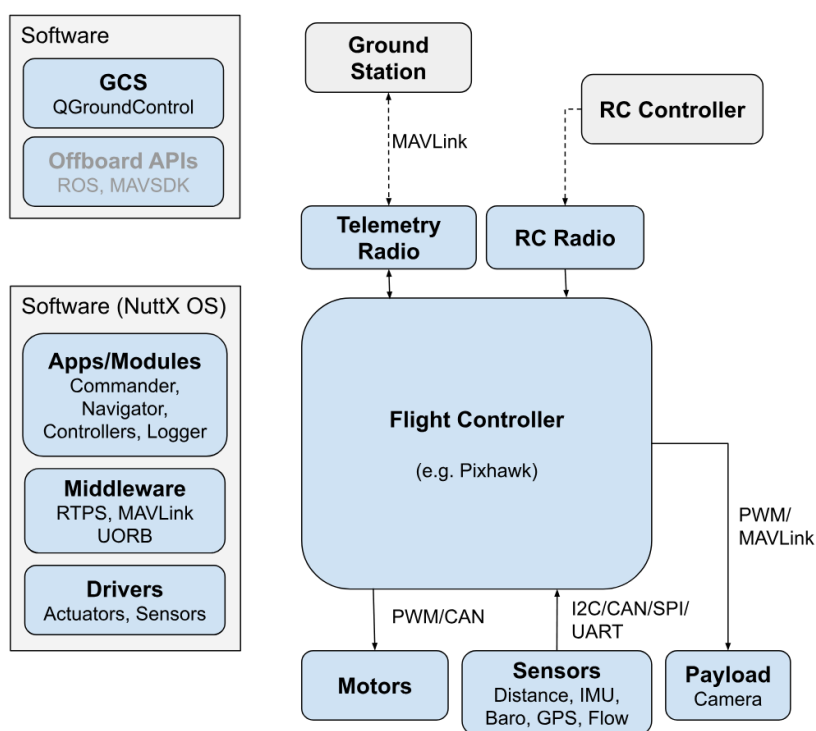 Software
GCS
QGroundControl
Offboard APIs
ROS, MAVSDK
Software (NuttX OS)
Apps/Modules
Commander,
Navigator,
Controllers, Logger
Middleware
RTPS, MAVLink
UORB
Drivers
Actuators, Sensors
Ground
Station
RC Controller
MAVLink
Telemetry
Radio
RC Radio
Flight Controller
(e.g. Pixhawk)
PWM/
MAVLink
PWM/CAN
I2C/CAN/SPI/
UART
Motors
Sensors
Distance, IMU,
Baro, GPS, Flow
Payload
Camera